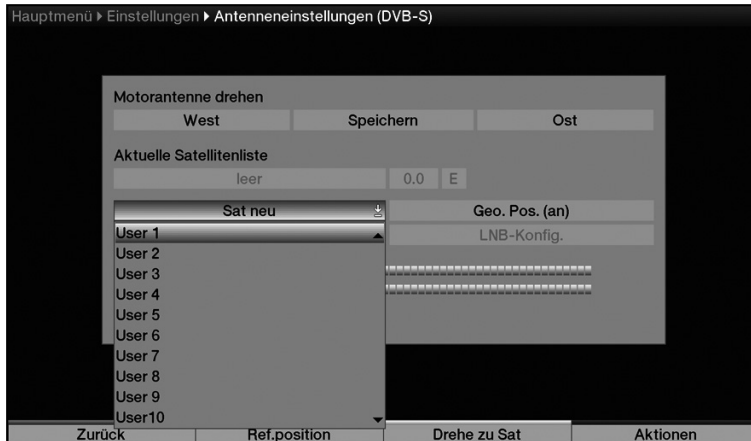 Hauptmenü Einstellungen Antenneneinstellungen (DVB-S)
Motorantenne drehen
West Speichern Ost
Aktuelle Satellitenliste
leer 0.0 E
Sat neu Geo. Pos. (an)
User 1 LNB-Konfig.
User 2
User 3
User 4
User 5
User 6
User 7
User 8
User 9
User10
Zurück Ref.position Drehe zu Sat Aktionen